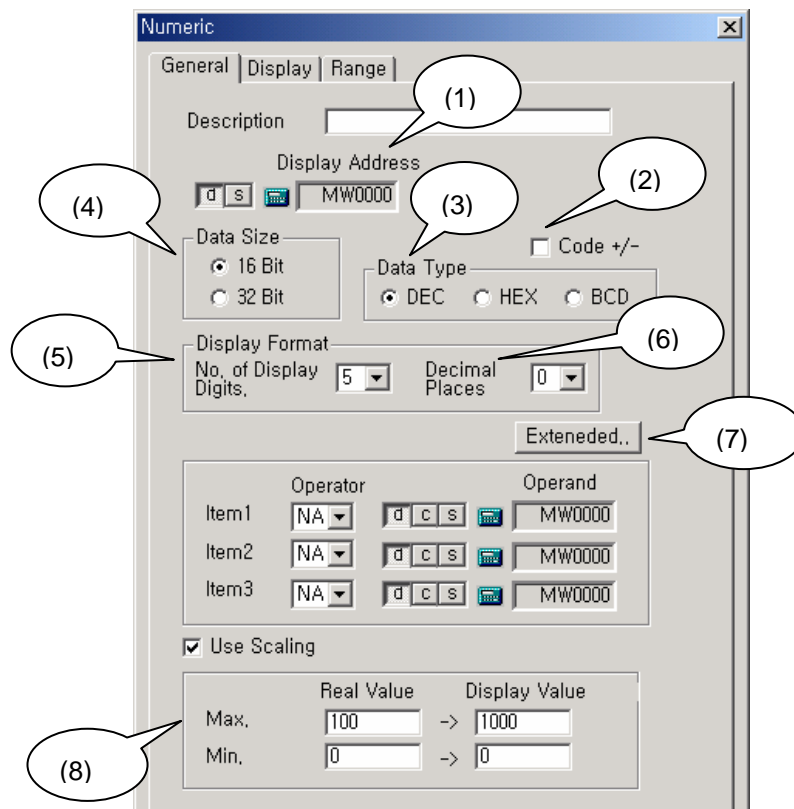 Numeric
General Display Range
(1)
Description
Display Address
(2)
d s MW0000
(3)
(4)
Data Size
Code +/-
16 Bit
Data Type
32 Bit
DEC HEX BCD
Display Format
(6)
(5)
No. of Display Digits. 5 Decimal Places 0
Exteneded..
(7)
Operator Operand
Item1 NA d c s MW0000
Item2 NA d c s MW0000
Item3 NA d c s MW0000
Use Scaling
Real Value Display Value
Max. 100 -> 1000
Min. 0 -> 0
(8)